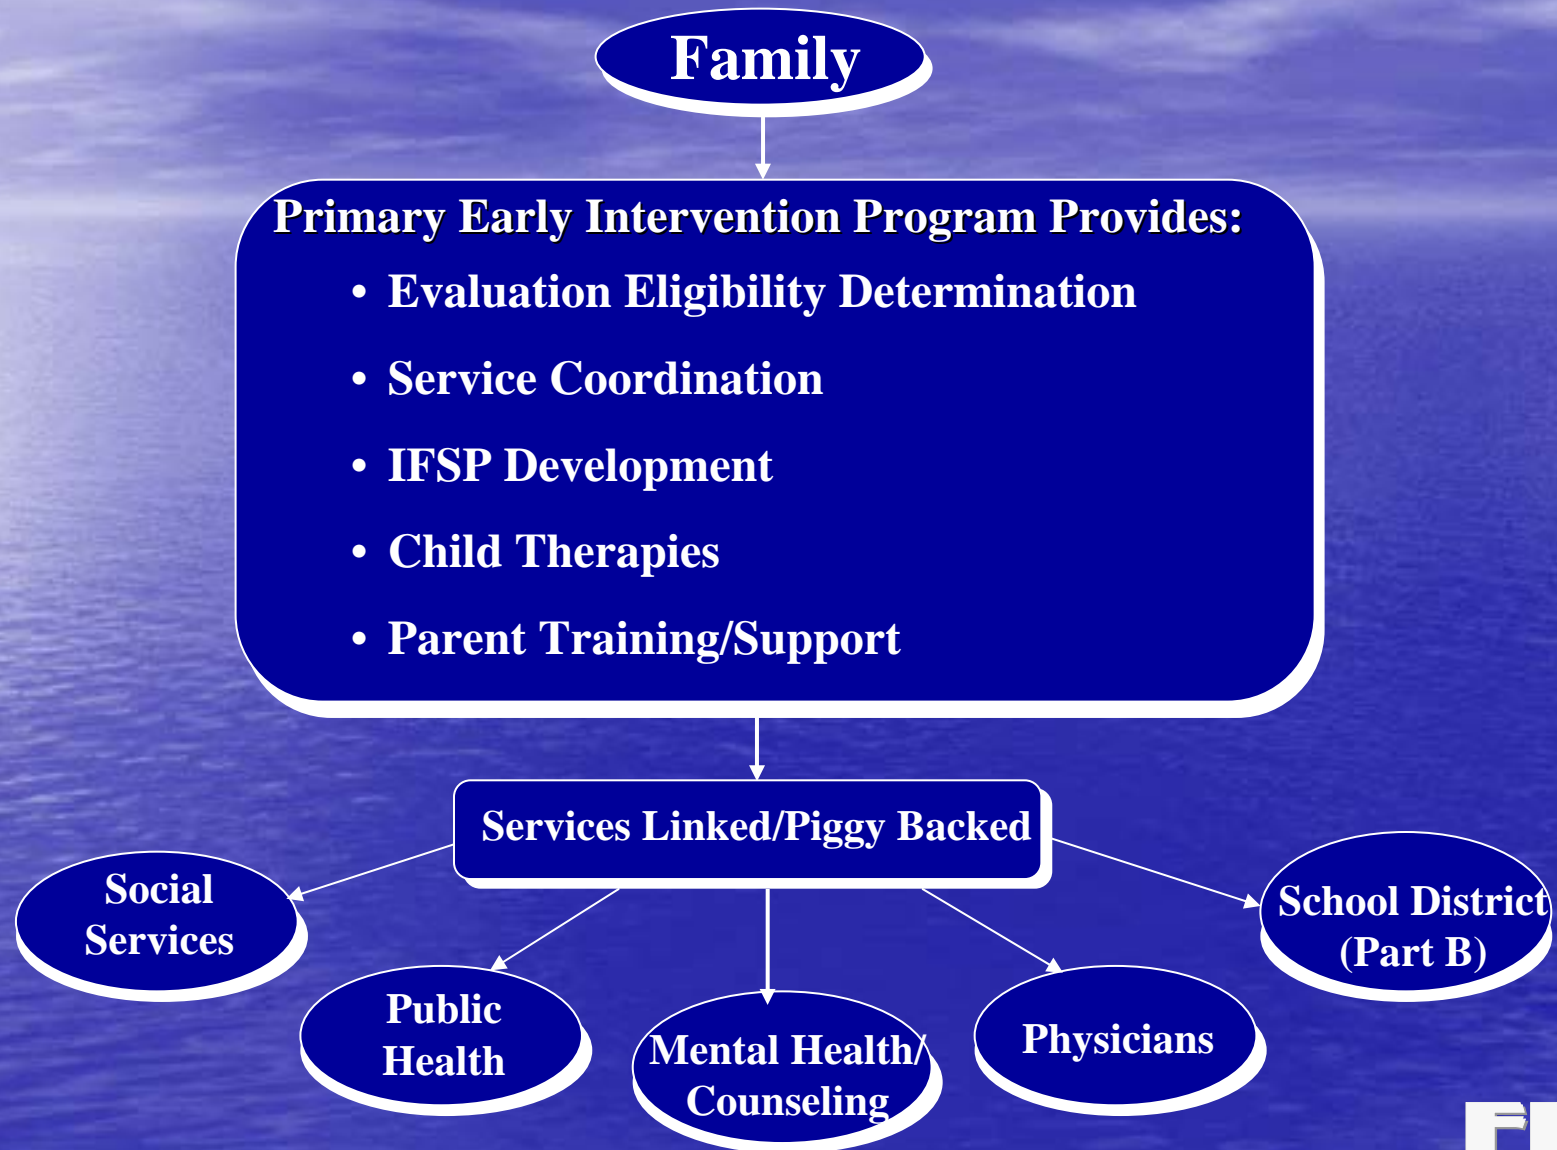 Family
Primary Early Intervention Program Provides:
• Evaluation Eligibility Determination
• Service Coordination
• IFSP Development
• Child Therapies
• Parent Training/Support
Services Linked/Piggy Backed
Social
Services
Public
Health
Mental Health/
Counseling
Physicians
School District
(Part B)